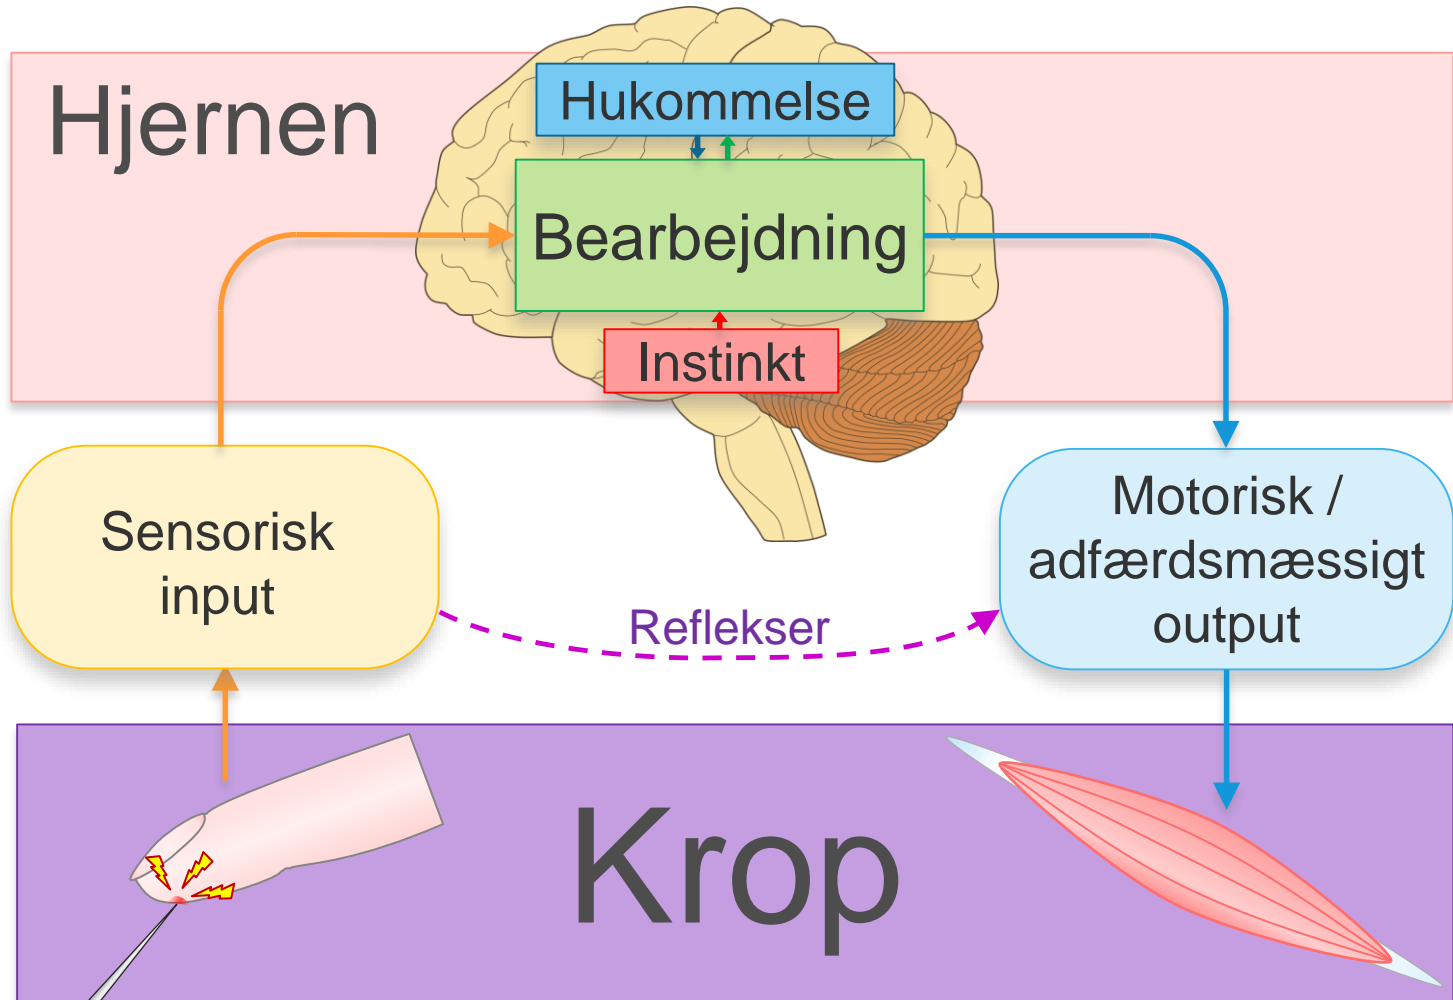 Hjernen
Hukommelse
Bearbejdning
Instinkt
Sensorisk
input
Motorisk /
adfærdsmæssigt
output
Reflekser
Krop